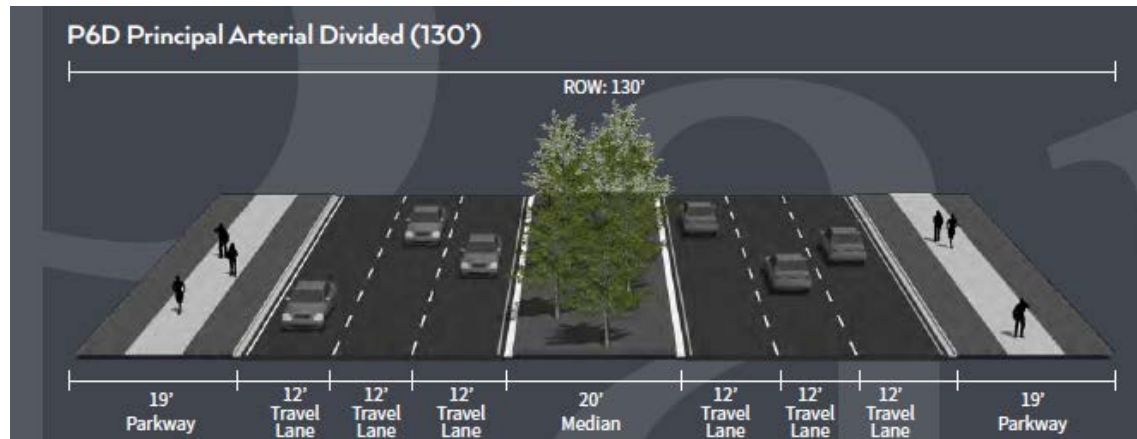 P6D Principal Arterial Divided (130’)
ROW: 130’
19’
Parkway
12’
Travel
Lane
12’
Travel
Lane
12’
Travel
Lane
20’
Median
12’
Travel
Lane
12’
Travel
Lane
12’
Travel
Lane
19’
Parkway